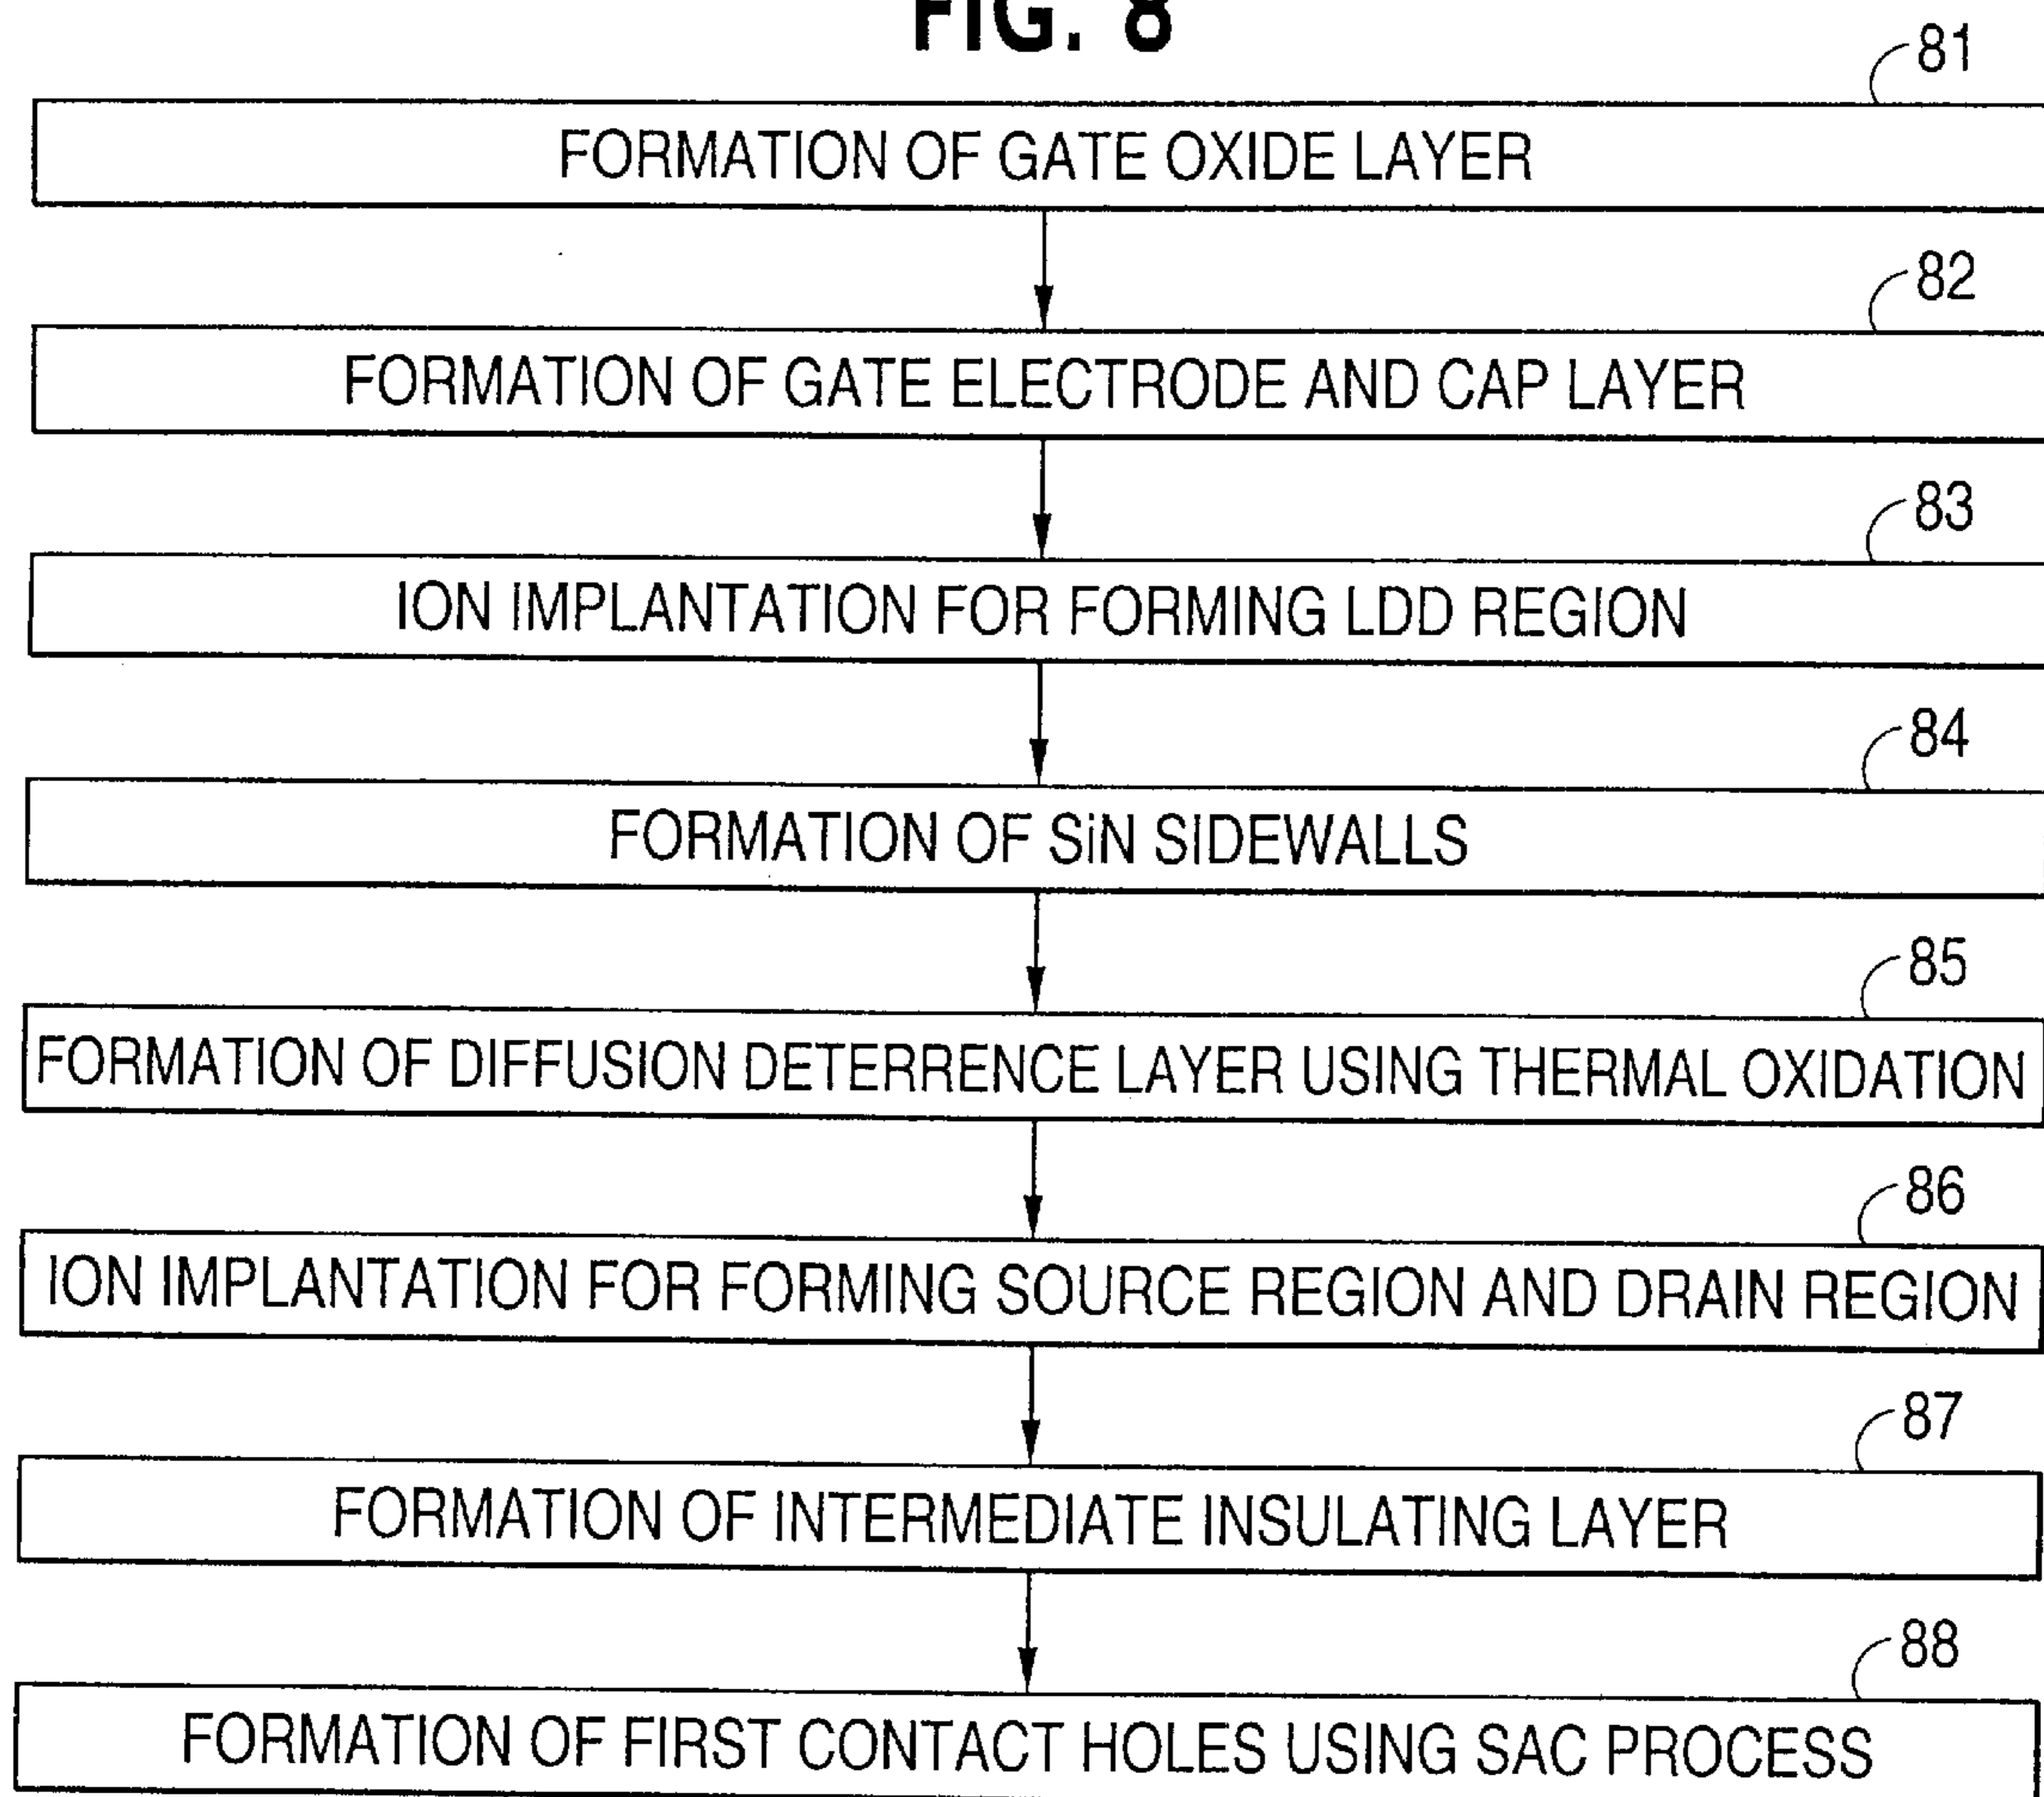 FIG. 8
81
FORMATION OF GATE OXIDE LAYER
82
FORMATION OF GATE ELECTRODE AND CAP LAYER
83
ION IMPLANTATION FOR FORMING LDD REGION
84
FORMATION OF SiN SIDEWALLS
85
FORMATION OF DIFFUSION DETERRENCE LAYER USING THERMAL OXIDATION
86
ION IMPLANTATION FOR FORMING SOURCE REGION AND DRAIN REGION
87
FORMATION OF INTERMEDIATE INSULATING LAYER
88
FORMATION OF FIRST CONTACT HOLES USING SAC PROCESS